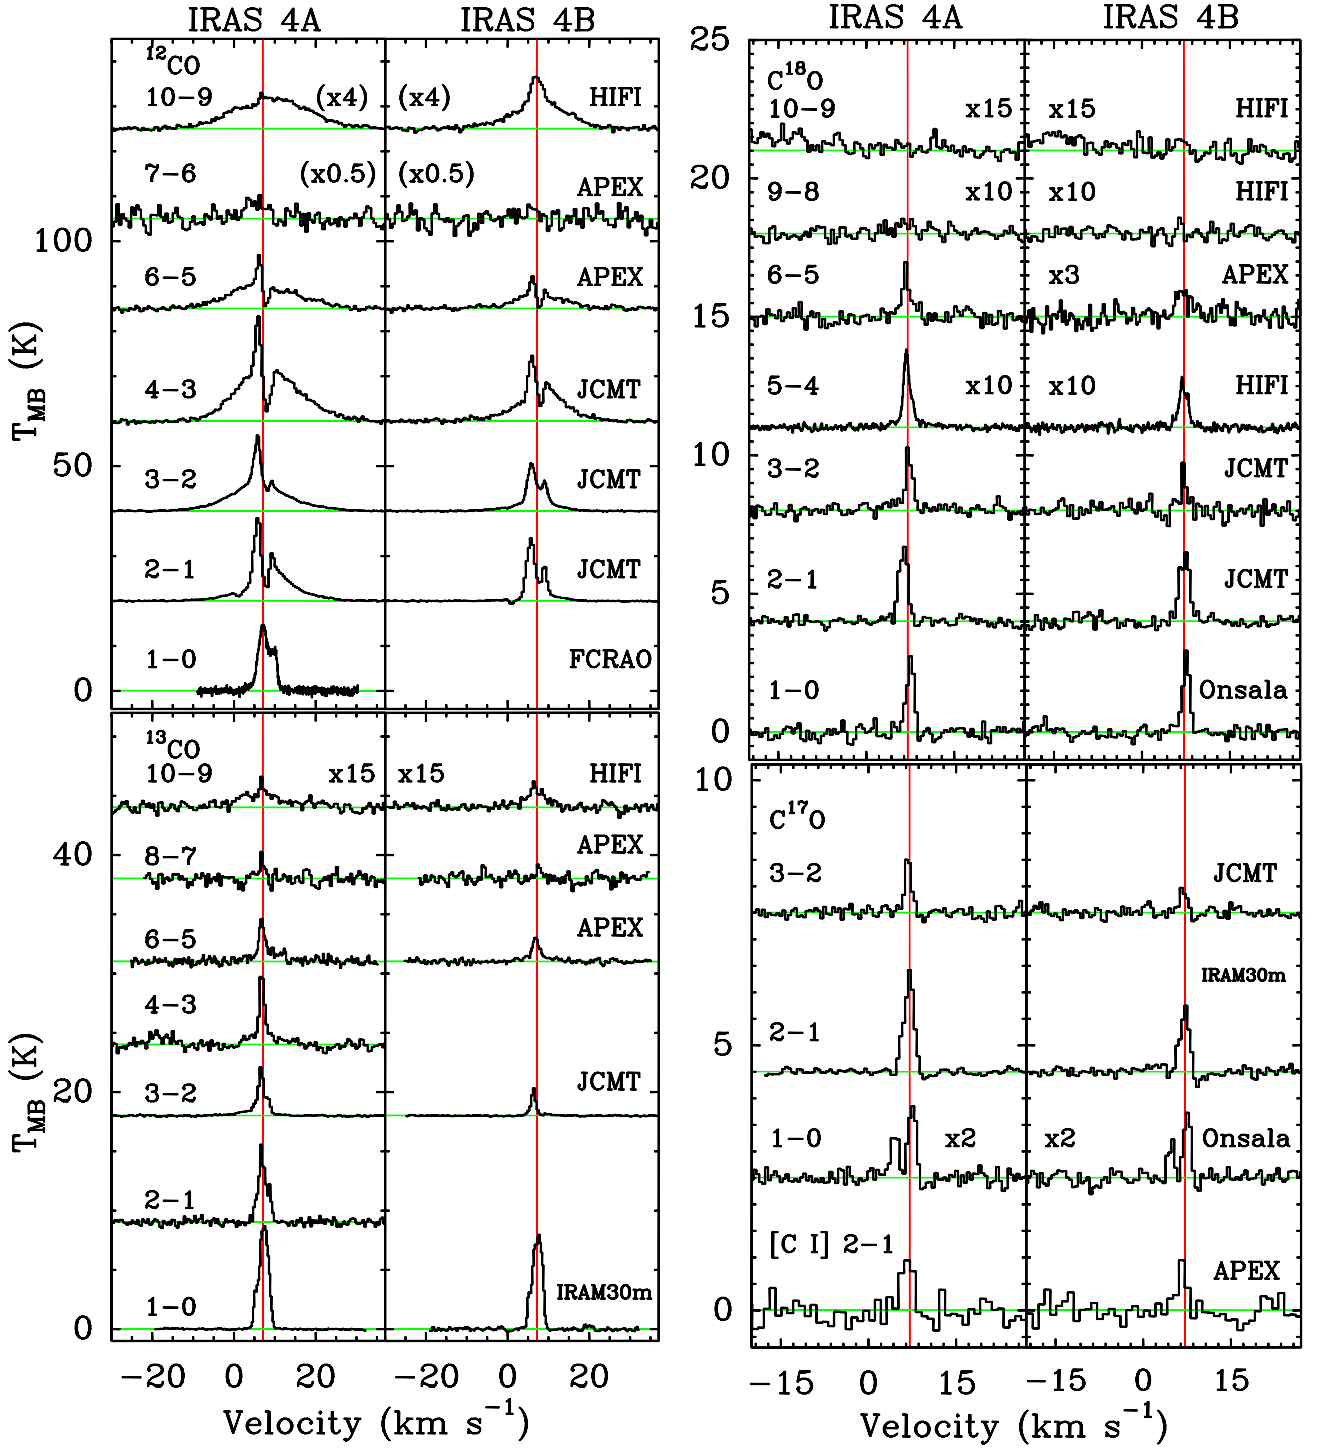 IRAS 4A IRAS 4B
¹²CO
10−9 (x4) (x4) HIFI
7−6 (x0.5) (x0.5) APEX
100
6−5 APEX
4−3 JCMT
50
3−2 JCMT
2−1 JCMT
1−0 FCRAO
0
T_MB (K)
¹³CO
10−9 x15 x15 HIFI
40
8−7 APEX
6−5 APEX
4−3
20
3−2 JCMT
2−1
1−0 IRAM30m
0
T_MB (K)
−20 0 20 −20 0 20
Velocity (km s⁻¹)
IRAS 4A IRAS 4B
25
C¹⁸O
10−9 x15 x15 HIFI
20
9−8 x10 x10 HIFI
6−5 x3 APEX
15
5−4 x10 x10 HIFI
10
3−2 JCMT
2−1 JCMT
5
1−0 Onsala
0
10
C¹⁷O
3−2 JCMT
IRAM30m
2−1
5
1−0 x2 x2 Onsala
[C I] 2−1 APEX
0
−15 0 15 −15 0 15
Velocity (km s⁻¹)